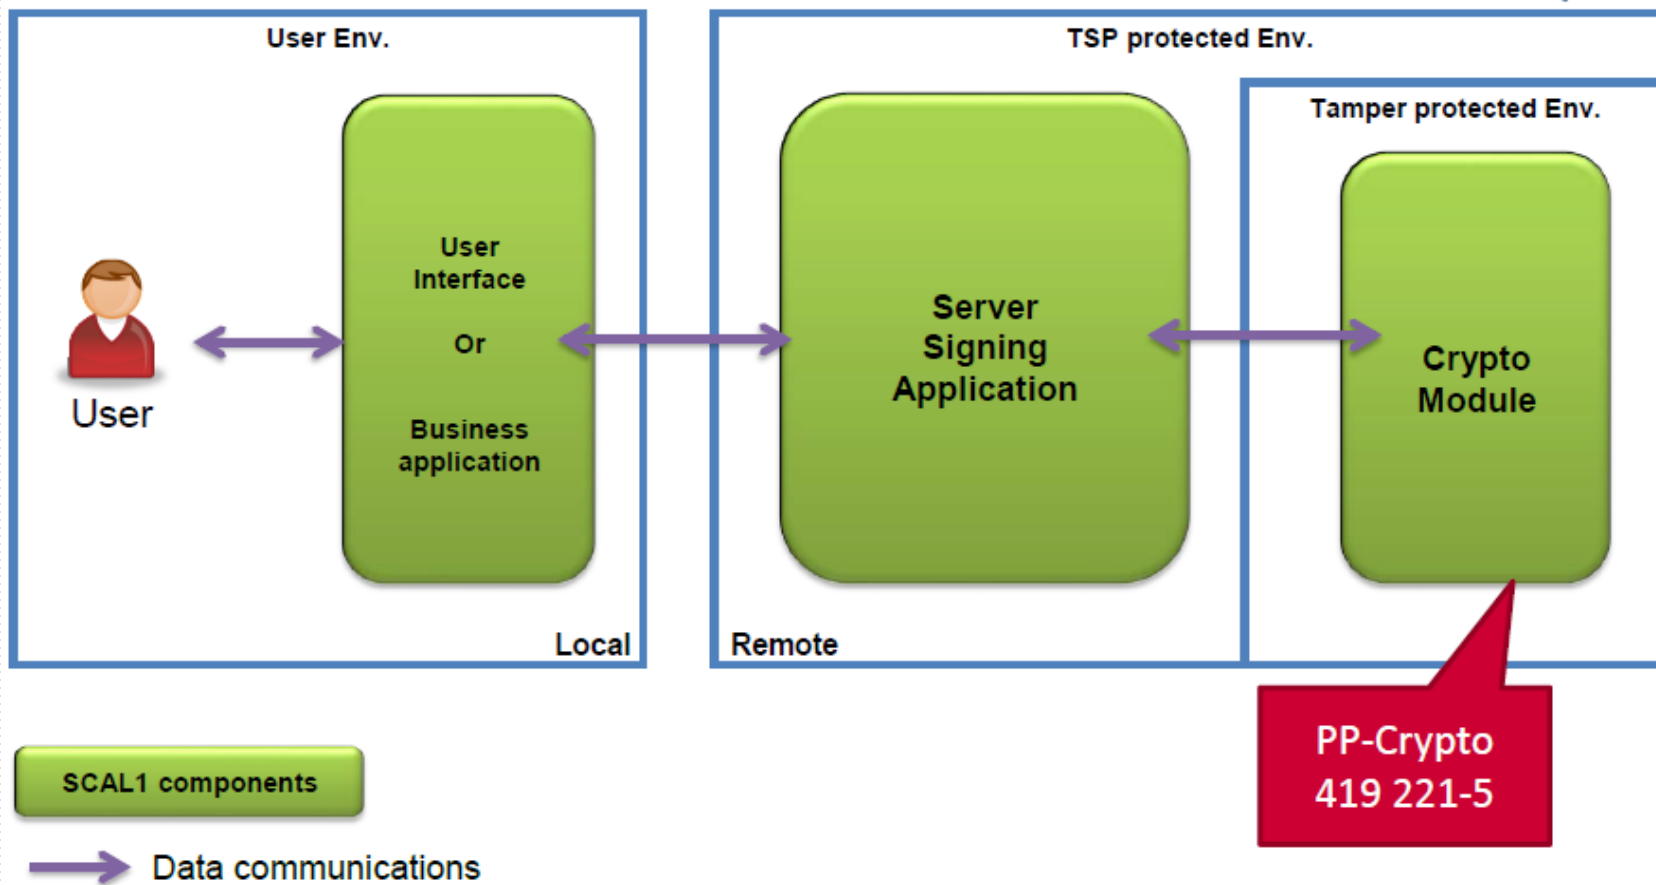 User Env.
TSP protected Env.
Tamper protected Env.
User
Interface
Or
Business
application
Server
Signing
Application
Crypto
Module
User
Local
Remote
PP-Crypto
419 221-5
SCAL1 components
Data communications